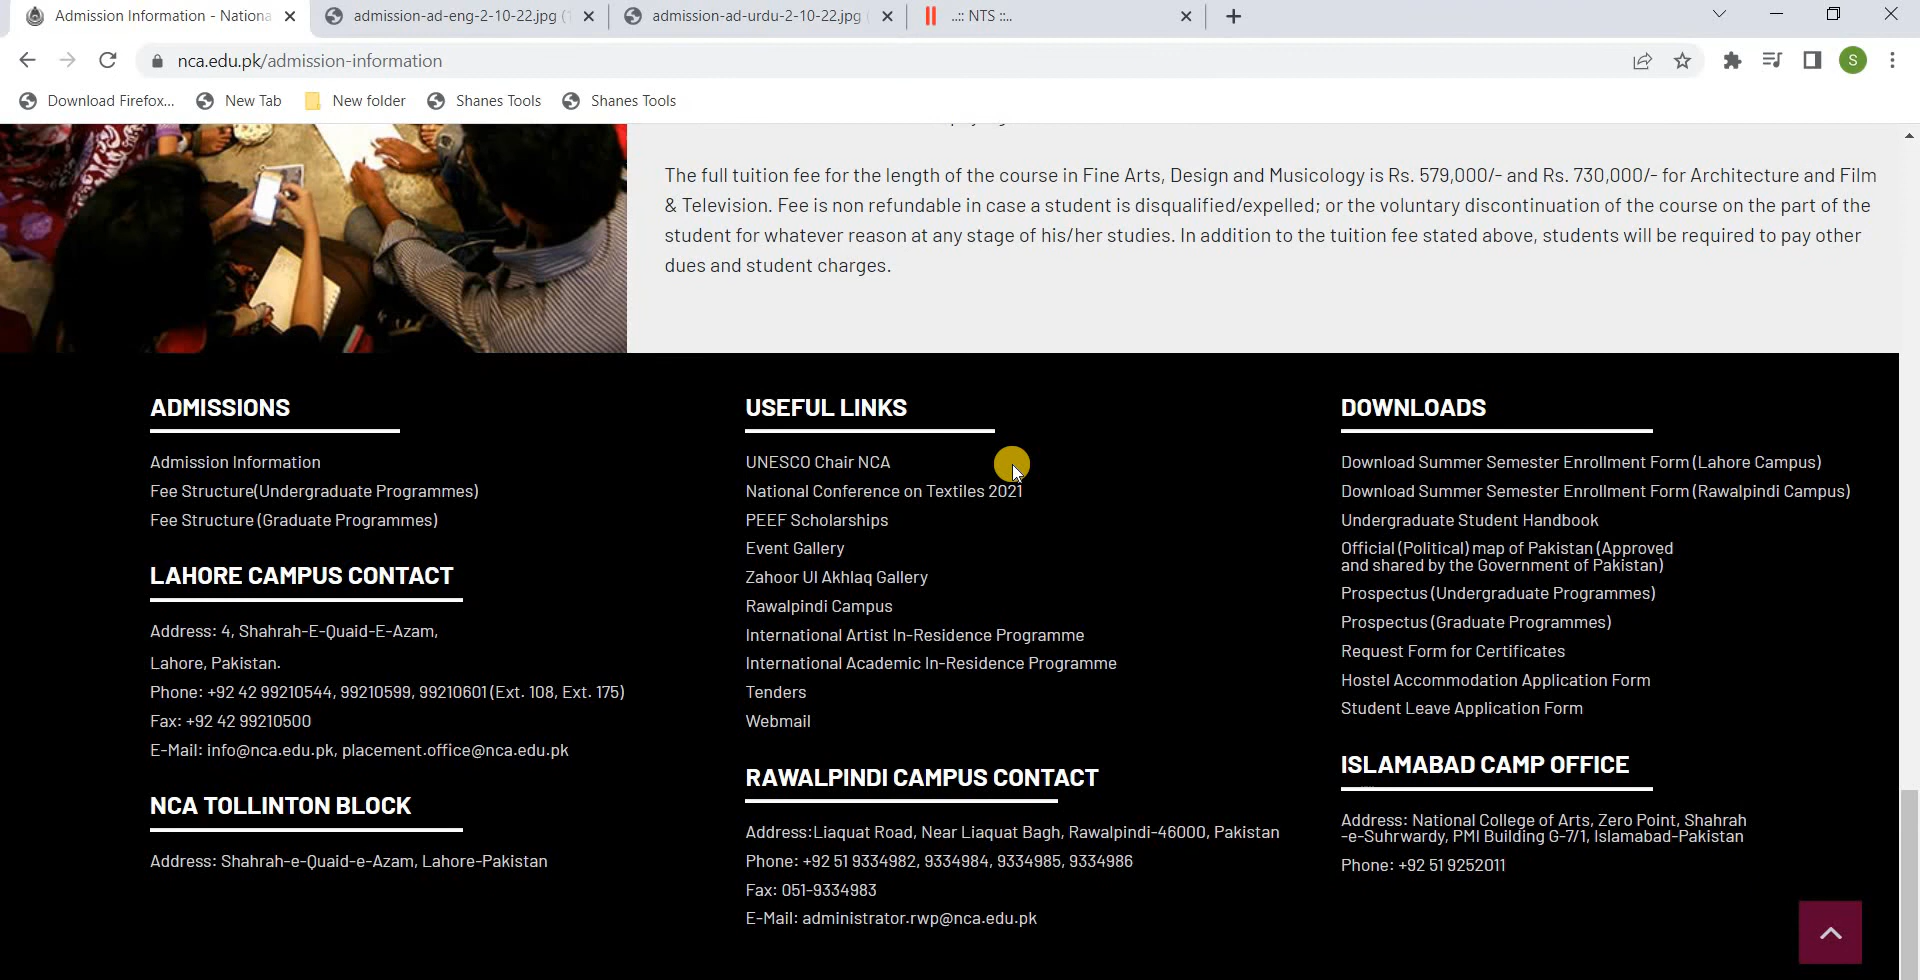 Admission Information - Nationa
admission-ad-eng-2-10-22.jpg
admission-ad-urdu-2-10-22.jpg
..:: NTS ::..
nca.edu.pk/admission-information
S
Download Firefox...
New Tab
New folder
Shanes Tools
Shanes Tools
The full tuition fee for the length of the course in Fine Arts, Design and Musicology is Rs. 579,000/- and Rs. 730,000/- for Architecture and Film
& Television. Fee is non refundable in case a student is disqualified/expelled; or the voluntary discontinuation of the course on the part of the
student for whatever reason at any stage of his/her studies. In addition to the tuition fee stated above, students will be required to pay other
dues and student charges.
ADMISSIONS
Admission Information
Fee Structure(Undergraduate Programmes)
Fee Structure (Graduate Programmes)
LAHORE CAMPUS CONTACT
Address: 4, Shahrah-E-Quaid-E-Azam,
Lahore, Pakistan.
Phone: +92 42 99210544, 99210599, 99210601 (Ext. 108, Ext. 175)
Fax: +92 42 99210500
E-Mail: info@nca.edu.pk, placement.office@nca.edu.pk
NCA TOLLINTON BLOCK
Address: Shahrah-e-Quaid-e-Azam, Lahore-Pakistan
USEFUL LINKS
UNESCO Chair NCA
National Conference on Textiles 2021
PEEF Scholarships
Event Gallery
Zahoor Ul Akhlaq Gallery
Rawalpindi Campus
International Artist In-Residence Programme
International Academic In-Residence Programme
Tenders
Webmail
RAWALPINDI CAMPUS CONTACT
Address:Liaquat Road, Near Liaquat Bagh, Rawalpindi-46000, Pakistan
Phone: +92 51 9334982, 9334984, 9334985, 9334986
Fax: 051-9334983
E-Mail: administrator.rwp@nca.edu.pk
DOWNLOADS
Download Summer Semester Enrollment Form (Lahore Campus)
Download Summer Semester Enrollment Form (Rawalpindi Campus)
Undergraduate Student Handbook
Official (Political) map of Pakistan (Approved
and shared by the Government of Pakistan)
Prospectus (Undergraduate Programmes)
Prospectus (Graduate Programmes)
Request Form for Certificates
Hostel Accommodation Application Form
Student Leave Application Form
ISLAMABAD CAMP OFFICE
Address: National College of Arts, Zero Point, Shahrah
-e-Suhrwardy, PMI Building G-7/1, Islamabad-Pakistan
Phone: +92 51 9252011